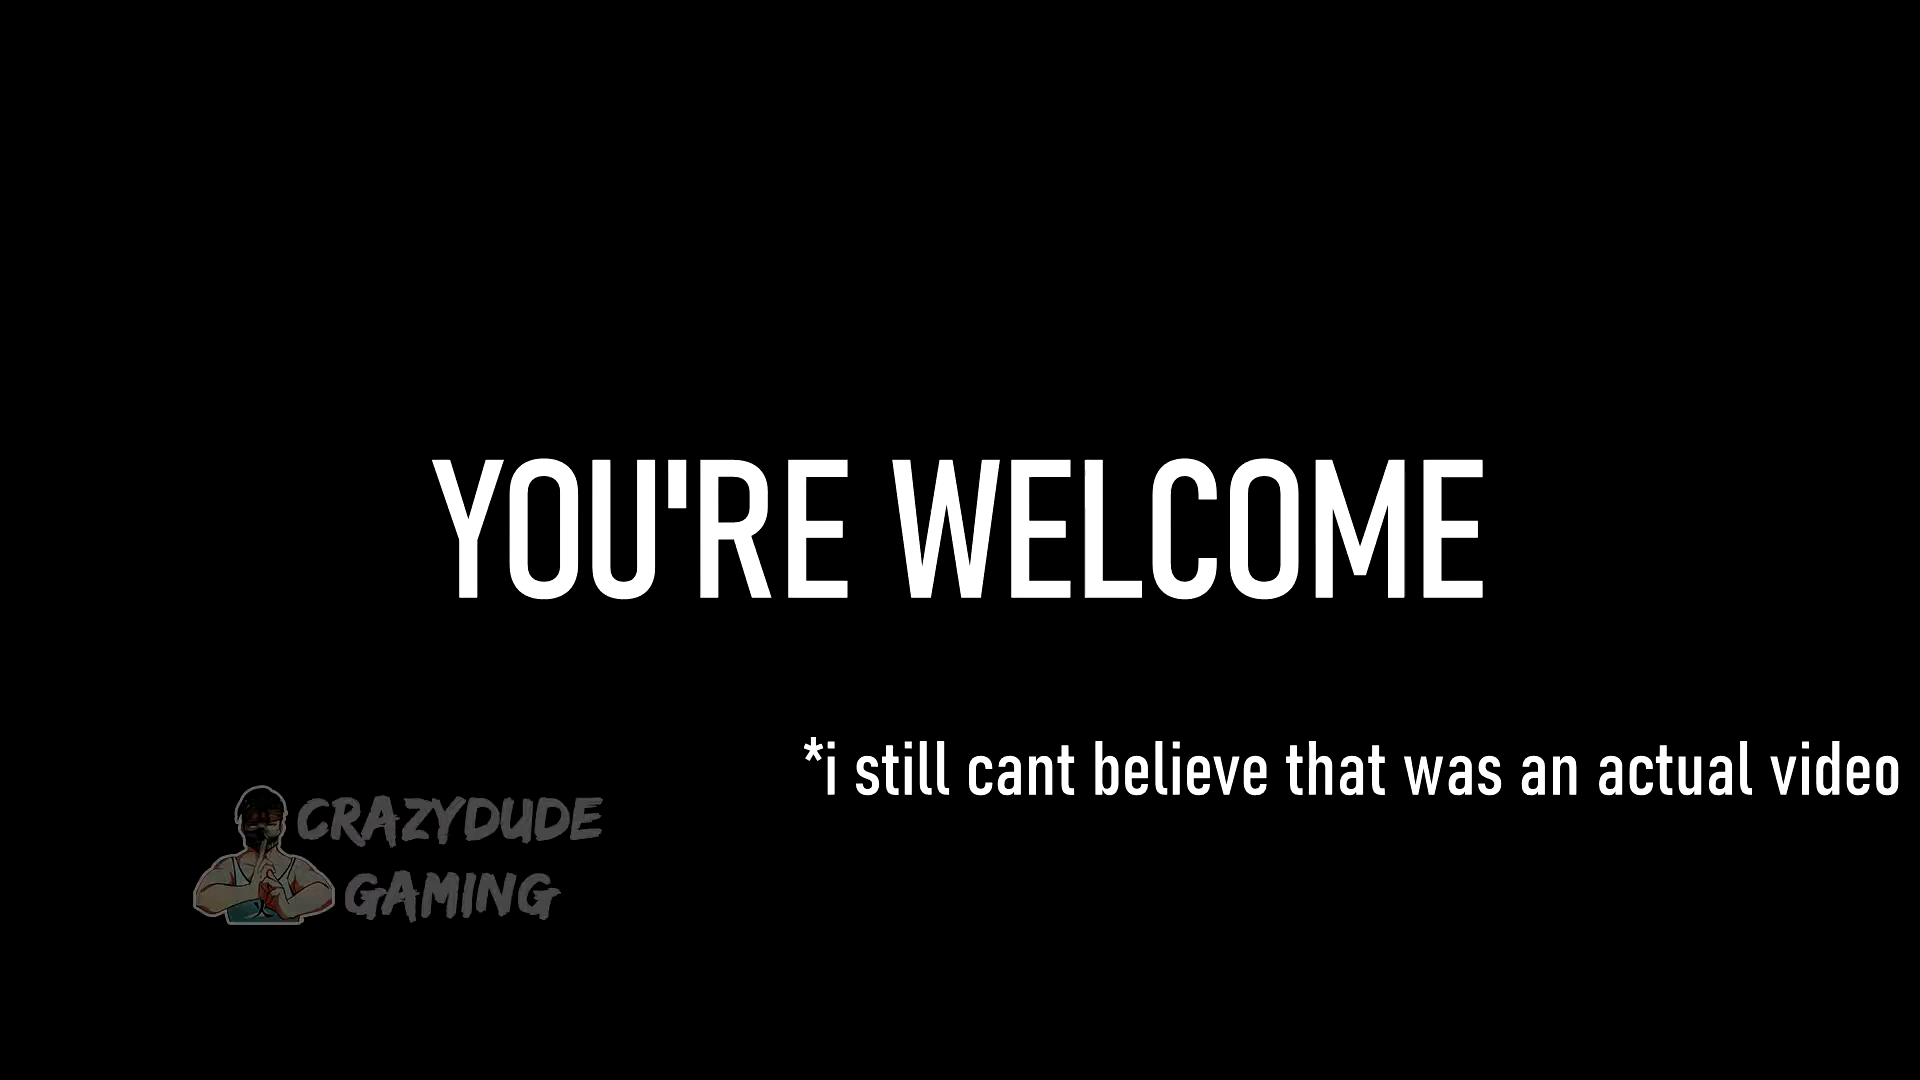 YOU'RE WELCOME
*i still cant believe that was an actual video
CRAZYDUDE
GAMING